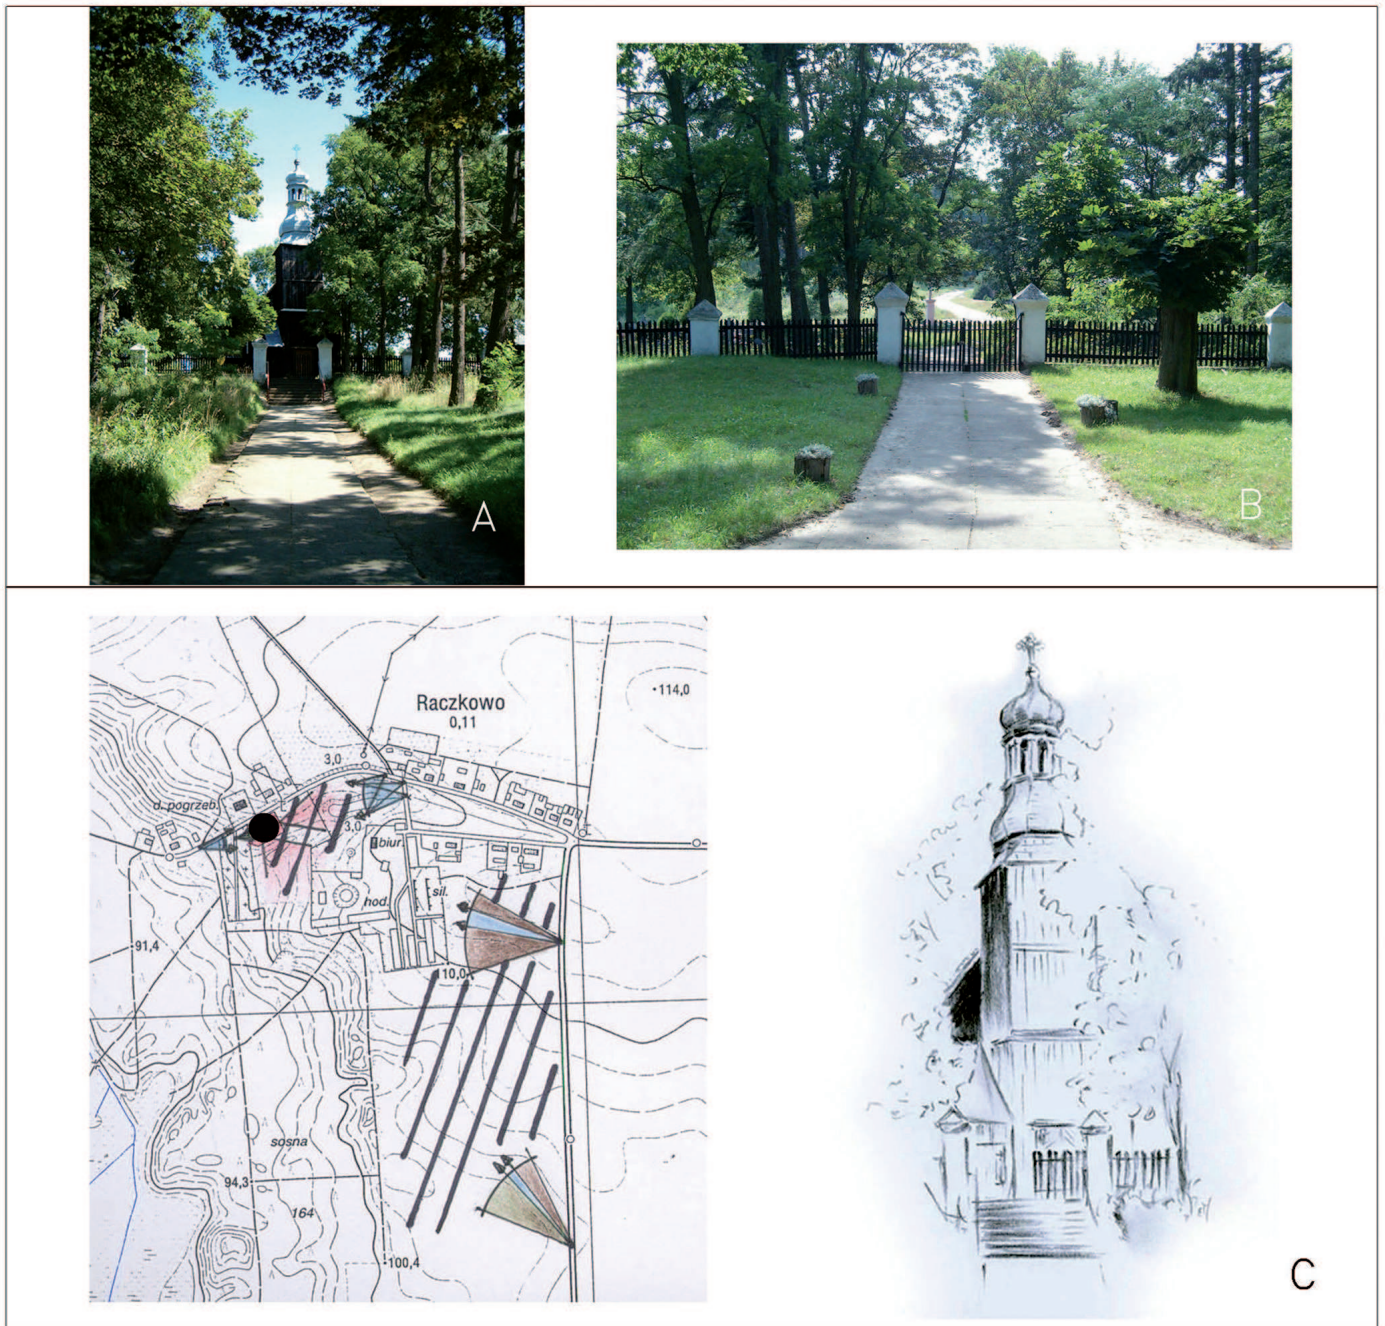 A
B
Raczkowo
0,11
114,0
3,0
d. pogrzeb.
3,0
biur.
sil.
hod.
91,4
10,0
sosna
94,3
164
100,4
C